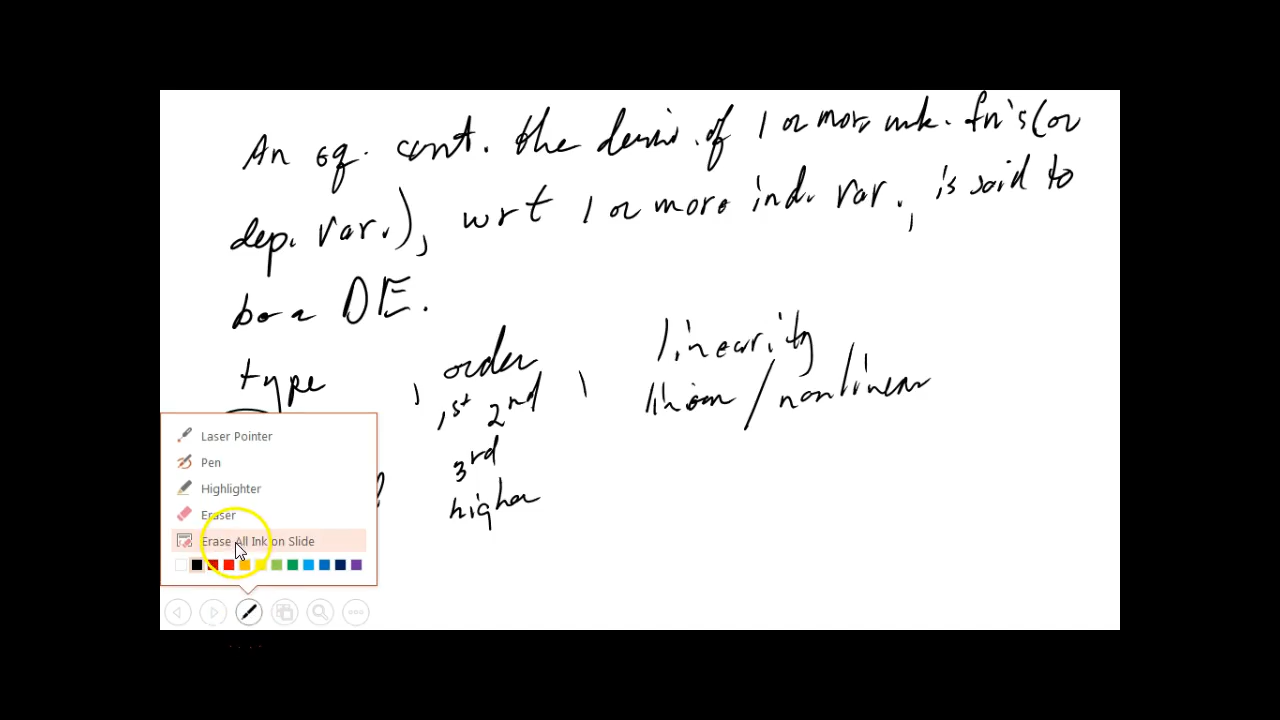 An eq. cont. the deriv. of 1 or more unk. fn's (or
dep. var.), wrt 1 or more ind. var., is said to
be a DE.
type , order , linearity
1st 2nd linear / nonlinear
3rd
higher
Laser Pointer
Pen
Highlighter
Eraser
Erase All Ink on Slide